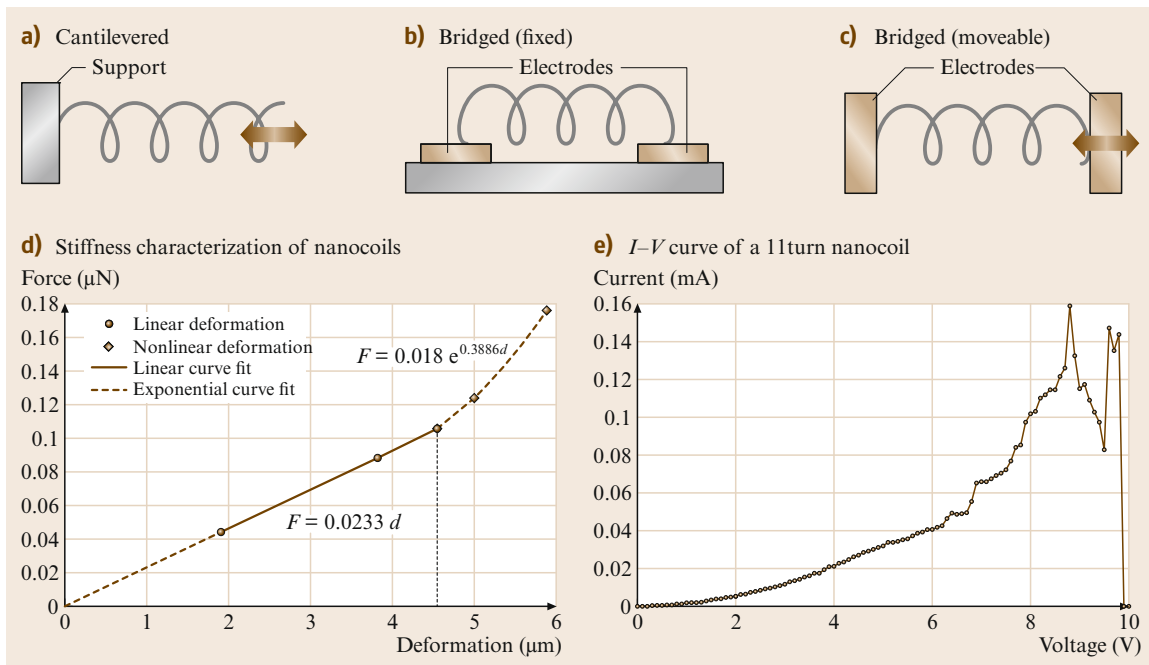 a) Cantilevered
Support
b) Bridged (fixed)
Electrodes
c) Bridged (moveable)
Electrodes
d) Stiffness characterization of nanocoils
Force (µN)
0.18
0.16
0.14
0.12
0.1
0.08
0.06
0.04
0.02
0
Linear deformation
Nonlinear deformation
Linear curve fit
Exponential curve fit
F = 0.018 e^0.3886d
F = 0.0233 d
0 1 2 3 4 5 6
Deformation (µm)
e) I–V curve of a 11turn nanocoil
Current (mA)
0.16
0.14
0.12
0.10
0.08
0.06
0.04
0.02
0
0 2 4 6 8 10
Voltage (V)